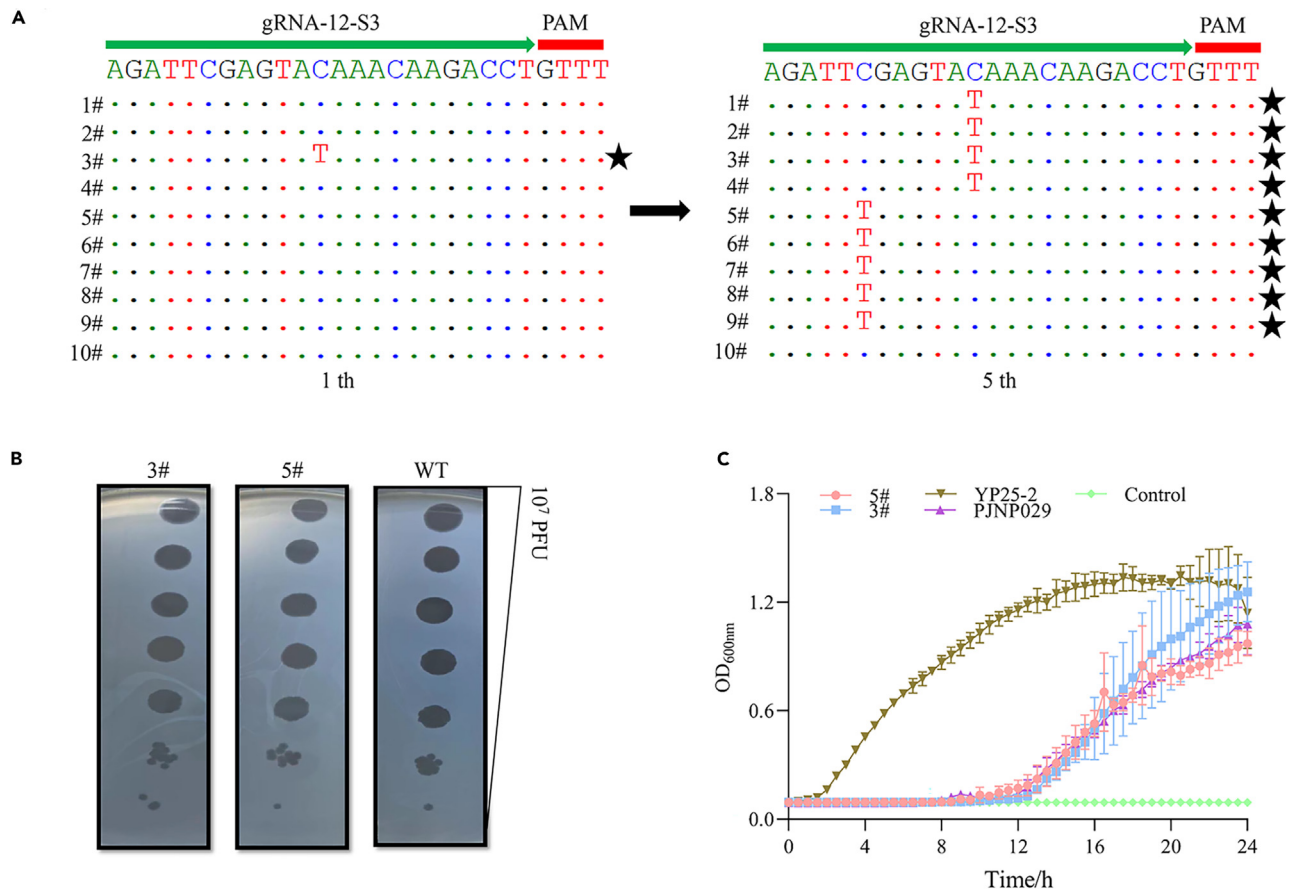 A
gRNA-12-S3 PAM
AGATTCGAGTACAAACAAGACCTGTTT
1#
2#
3# T
4#
5#
6#
7#
8#
9#
10#
1 th
gRNA-12-S3 PAM
AGATTCGAGTACAAACAAGACCTGTTT
1# T
2# T
3# T
4# T
5# T
6# T
7# T
8# T
9# T
10#
5 th
B
3# 5# WT
10⁷ PFU
C
5# YP25-2 Control
3# PJNP029
1.8
1.2
0.6
0.0
OD600nm
0 4 8 12 16 20 24
Time/h